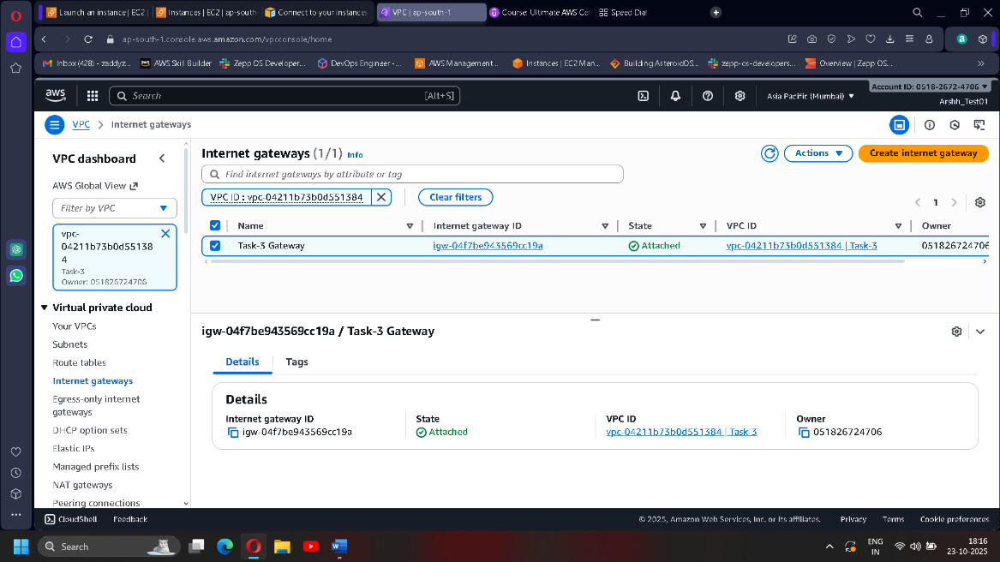 Launch an instance | EC2 |
Instances | EC2 | ap-south-
Connect to your instances
VPC | ap-south-1
Course: Ultimate AWS Cer
Speed Dial
ap-south-1.console.aws.amazon.com/vpcconsole/home
Inbox (428) - zaddyz...
AWS Skill Builder
Zepp OS Developer...
DevOps Engineer -...
AWS Management...
Instances | EC2 Man...
Building AsteroidOS...
zepp-os-developers...
Overview | Zepp OS...
aws
Search
[Alt+S]
Asia Pacific (Mumbai)
Account ID: 0518-2672-4706
Arshh_Test01
VPC
Internet gateways
VPC dashboard
AWS Global View
Filter by VPC
vpc-
04211b73b0d55138
4
Task-3
Owner: 051826724706
Virtual private cloud
Your VPCs
Subnets
Route tables
Internet gateways
Egress-only internet
gateways
DHCP option sets
Elastic IPs
Managed prefix lists
NAT gateways
Peering connections
Internet gateways (1/1) Info
Actions
Create internet gateway
Find internet gateways by attribute or tag
VPC ID : vpc-04211b73b0d551384
Clear filters
1
Name
Internet gateway ID
State
VPC ID
Owner
Task-3 Gateway
igw-04f7be943569cc19a
Attached
vpc-04211b73b0d551384 | Task-3
051826724706
igw-04f7be943569cc19a / Task-3 Gateway
Details
Tags
Details
Internet gateway ID
igw-04f7be943569cc19a
State
Attached
VPC ID
vpc-04211b73b0d551384 | Task-3
Owner
051826724706
CloudShell
Feedback
© 2025, Amazon Web Services, Inc. or its affiliates.
Privacy
Terms
Cookie preferences
Search
ENG
IN
18:16
23-10-2025